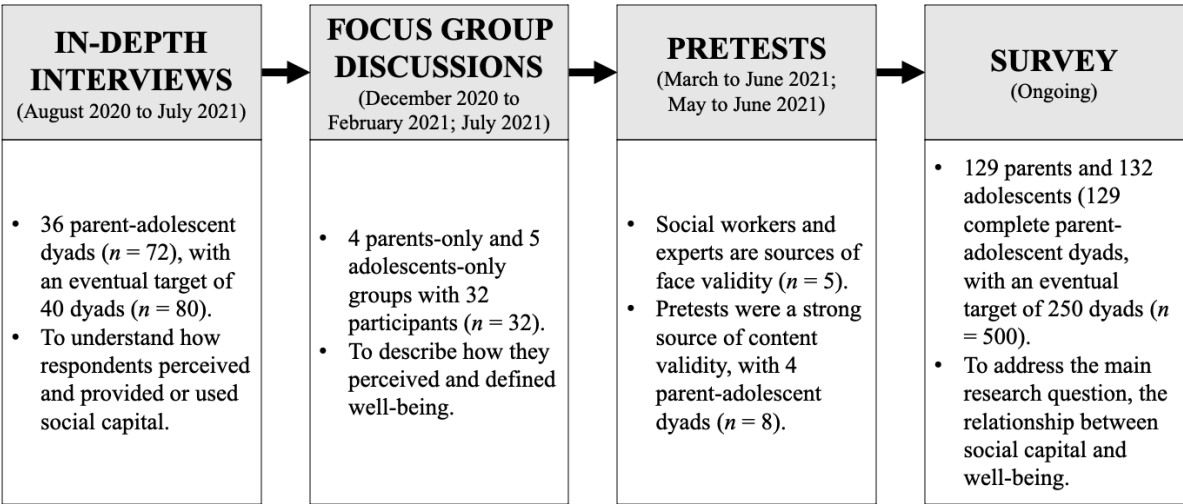 IN-DEPTH
INTERVIEWS
(August 2020 to July 2021)
• 36 parent-adolescent
dyads (n = 72), with
an eventual target of
40 dyads (n = 80).
• To understand how
respondents perceived
and provided or used
social capital.
FOCUS GROUP
DISCUSSIONS
(December 2020 to
February 2021; July 2021)
• 4 parents-only and 5
adolescents-only
groups with 32
participants (n = 32).
• To describe how they
perceived and defined
well-being.
PRETESTS
(March to June 2021;
May to June 2021)
• Social workers and
experts are sources of
face validity (n = 5).
• Pretests were a strong
source of content
validity, with 4
parent-adolescent
dyads (n = 8).
SURVEY
(Ongoing)
• 129 parents and 132
adolescents (129
complete parent-
adolescent dyads,
with an eventual
target of 250 dyads (n
= 500).
• To address the main
research question, the
relationship between
social capital and
well-being.